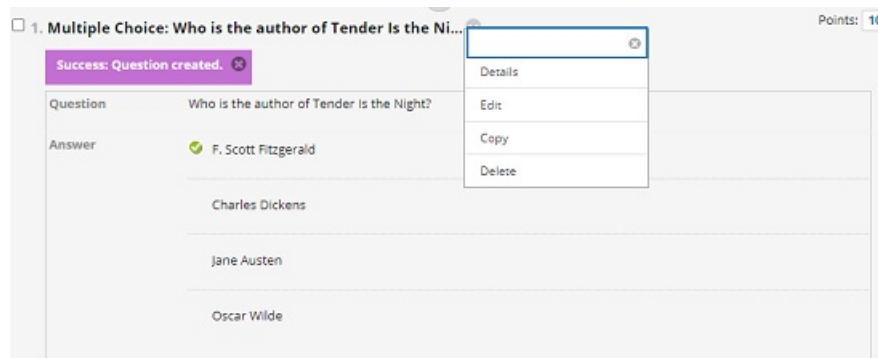 1. Multiple Choice: Who is the author of Tender Is the Ni...
Points: 10
Success: Question created.
Details
Edit
Copy
Delete
Question Who is the author of Tender Is the Night?
Answer F. Scott Fitzgerald
Charles Dickens
Jane Austen
Oscar Wilde